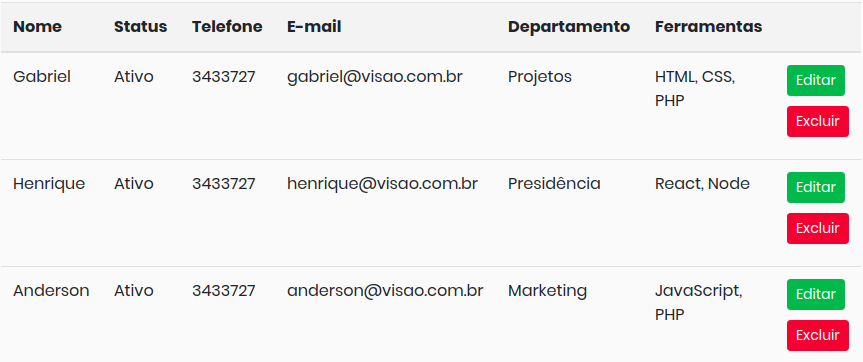 Nome Status Telefone E-mail Departamento Ferramentas
Gabriel Ativo 3433727 gabriel@visao.com.br Projetos HTML, CSS, Editar
PHP
Excluir
Henrique Ativo 3433727 henrique@visao.com.br Presidência React, Node Editar
Excluir
Anderson Ativo 3433727 anderson@visao.com.br Marketing JavaScript, Editar
PHP
Excluir